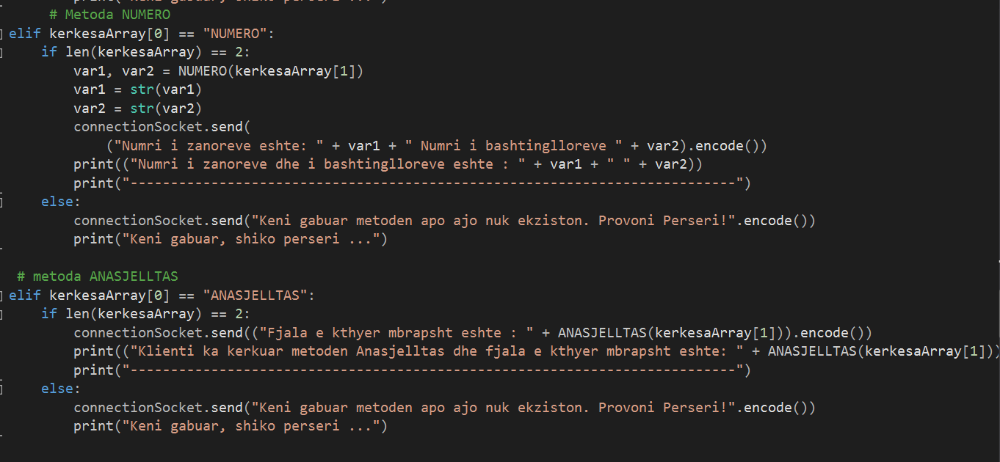 print("Keni gabuar, shiko perseri ...")
# Metoda NUMERO
elif kerkesaArray[0] == "NUMERO":
if len(kerkesaArray) == 2:
var1, var2 = NUMERO(kerkesaArray[1])
var1 = str(var1)
var2 = str(var2)
connectionSocket.send(
("Numri i zanoreve eshte: " + var1 + " Numri i bashtinglloreve " + var2).encode())
print(("Numri i zanoreve dhe i bashtinglloreve eshte : " + var1 + " " + var2))
print("---------------------------------------------------------------------------")
else:
connectionSocket.send("Keni gabuar metoden apo ajo nuk ekziston. Provoni Perseri!".encode())
print("Keni gabuar, shiko perseri ...")
# metoda ANASJELLTAS
elif kerkesaArray[0] == "ANASJELLTAS":
if len(kerkesaArray) == 2:
connectionSocket.send(("Fjala e kthyer mbrapsht eshte : " + ANASJELLTAS(kerkesaArray[1])).encode())
print(("Klienti ka kerkuar metoden Anasjelltas dhe fjala e kthyer mbrapsht eshte: " + ANASJELLTAS(kerkesaArray[1]))
print("---------------------------------------------------------------------------")
else:
connectionSocket.send("Keni gabuar metoden apo ajo nuk ekziston. Provoni Perseri!".encode())
print("Keni gabuar, shiko perseri ...")